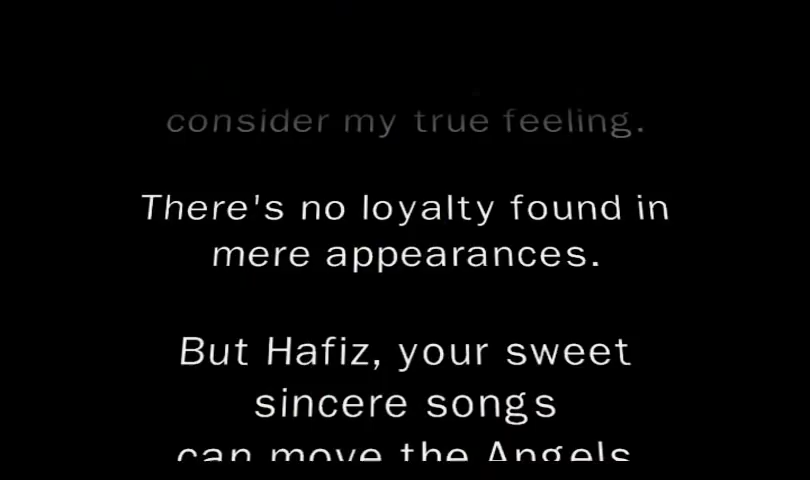 consider my true feeling.
There's no loyalty found in
mere appearances.
But Hafiz, your sweet
sincere songs
can move the Angels